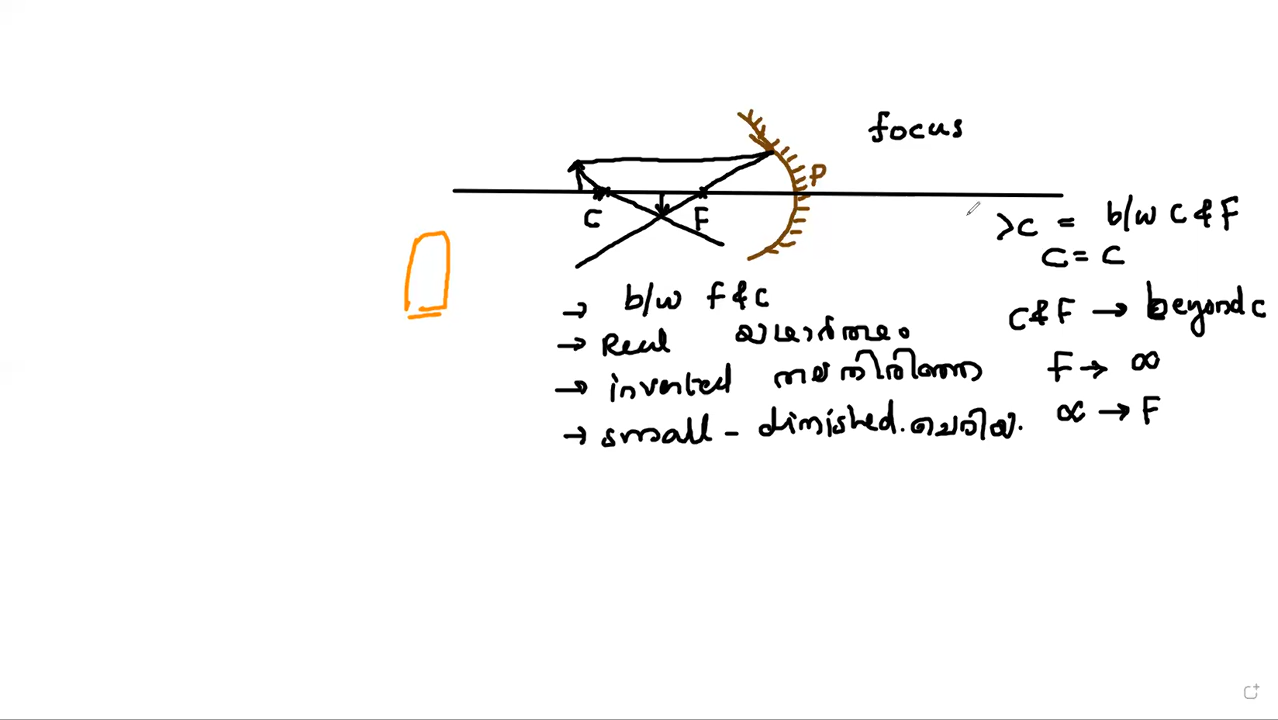 focus
P
C F
>C = b/w C & F
C = C
→ b/w F & C
C & F → beyond C
→ Real യഥാർത്ഥം
F → ∞
→ inverted തലതിരിഞ്ഞ
∝ → F
→ small - diminished. ചെറിയ.